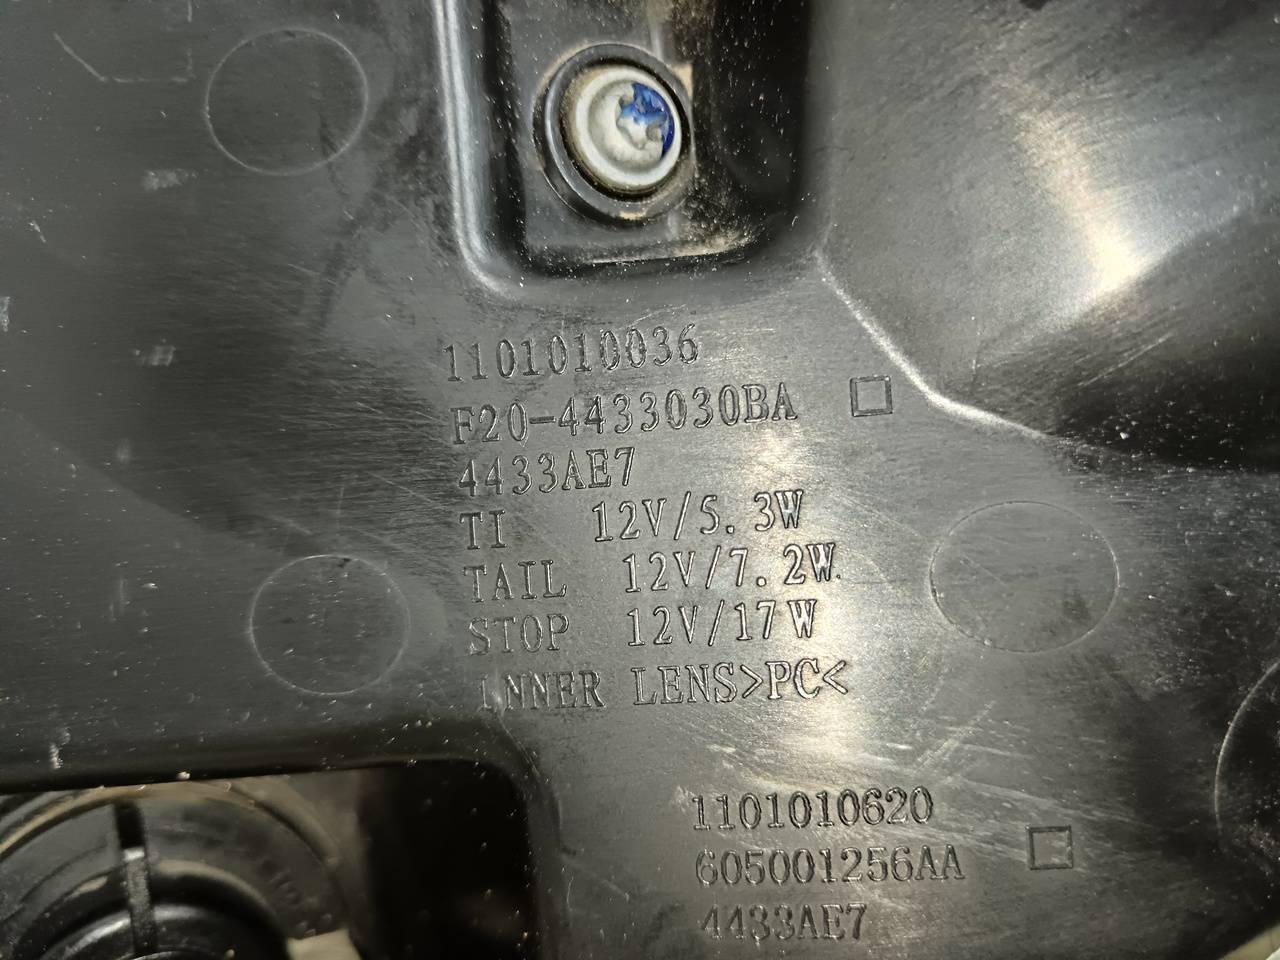 1101010036
F20-4433030BA
4433AE7
TI 12V/5.3W
TAIL 12V/7.2W
STOP 12V/17W
INNER LENS>PC<
1101010620
605001256AA
4433AE7